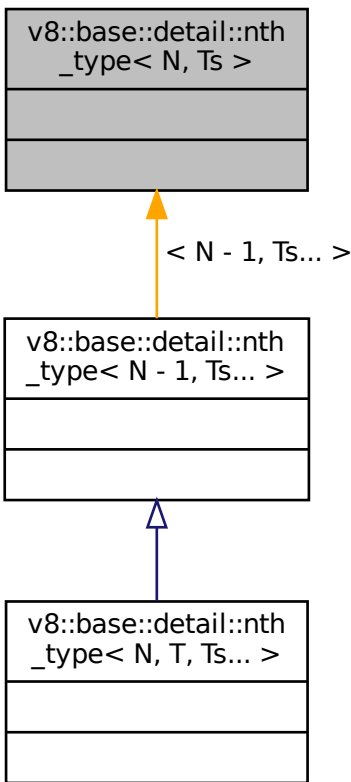 v8::base::detail::nth
_type< N, Ts >
< N - 1, Ts... >
v8::base::detail::nth
_type< N - 1, Ts... >
v8::base::detail::nth
_type< N, T, Ts... >